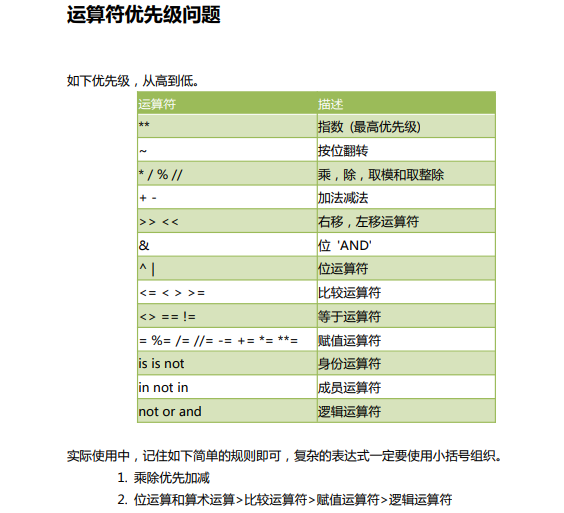 运算符优先级问题
如下优先级，从高到低。
运算符 描述
** 指数 (最高优先级)
~ 按位翻转
* / % // 乘，除，取模和取整除
+ - 加法减法
>> << 右移，左移运算符
& 位 'AND'
^ | 位运算符
<= < > >= 比较运算符
<> == != 等于运算符
= %= /= //= -= += *= **= 赋值运算符
is is not 身份运算符
in not in 成员运算符
not or and 逻辑运算符
实际使用中，记住如下简单的规则即可，复杂的表达式一定要使用小括号组织。
1. 乘除优先加减
2. 位运算和算术运算>比较运算符>赋值运算符>逻辑运算符